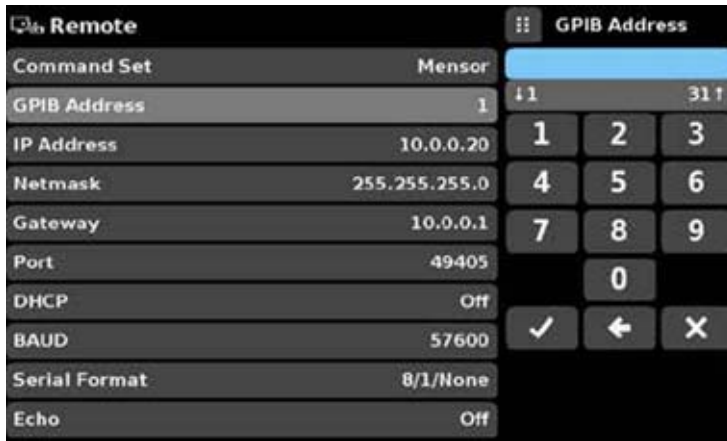 Remote
Command Set Mensor
GPIB Address 1
IP Address 10.0.0.20
Netmask 255.255.255.0
Gateway 10.0.0.1
Port 49405
DHCP Off
BAUD 57600
Serial Format 8/1/None
Echo Off
GPIB Address
↓1 31↑
1 2 3
4 5 6
7 8 9
0